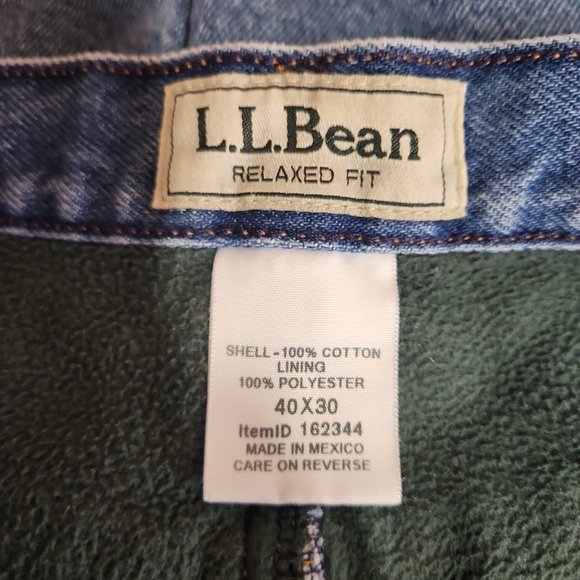 L.L.Bean
RELAXED FIT
SHELL-100% COTTON
LINING
100% POLYESTER
40X30
ItemID 162344
MADE IN MEXICO
CARE ON REVERSE